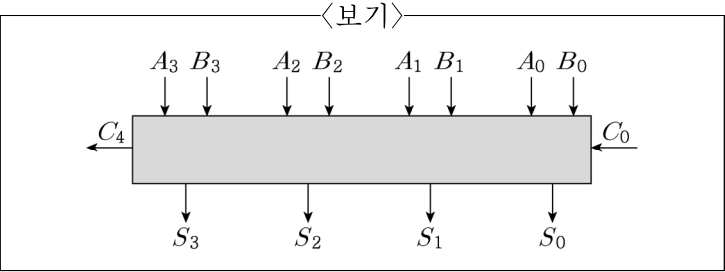 〈보기〉
A₃ B₃ A₂ B₂ A₁ B₁ A₀ B₀
C₄ C₀
S₃ S₂ S₁ S₀